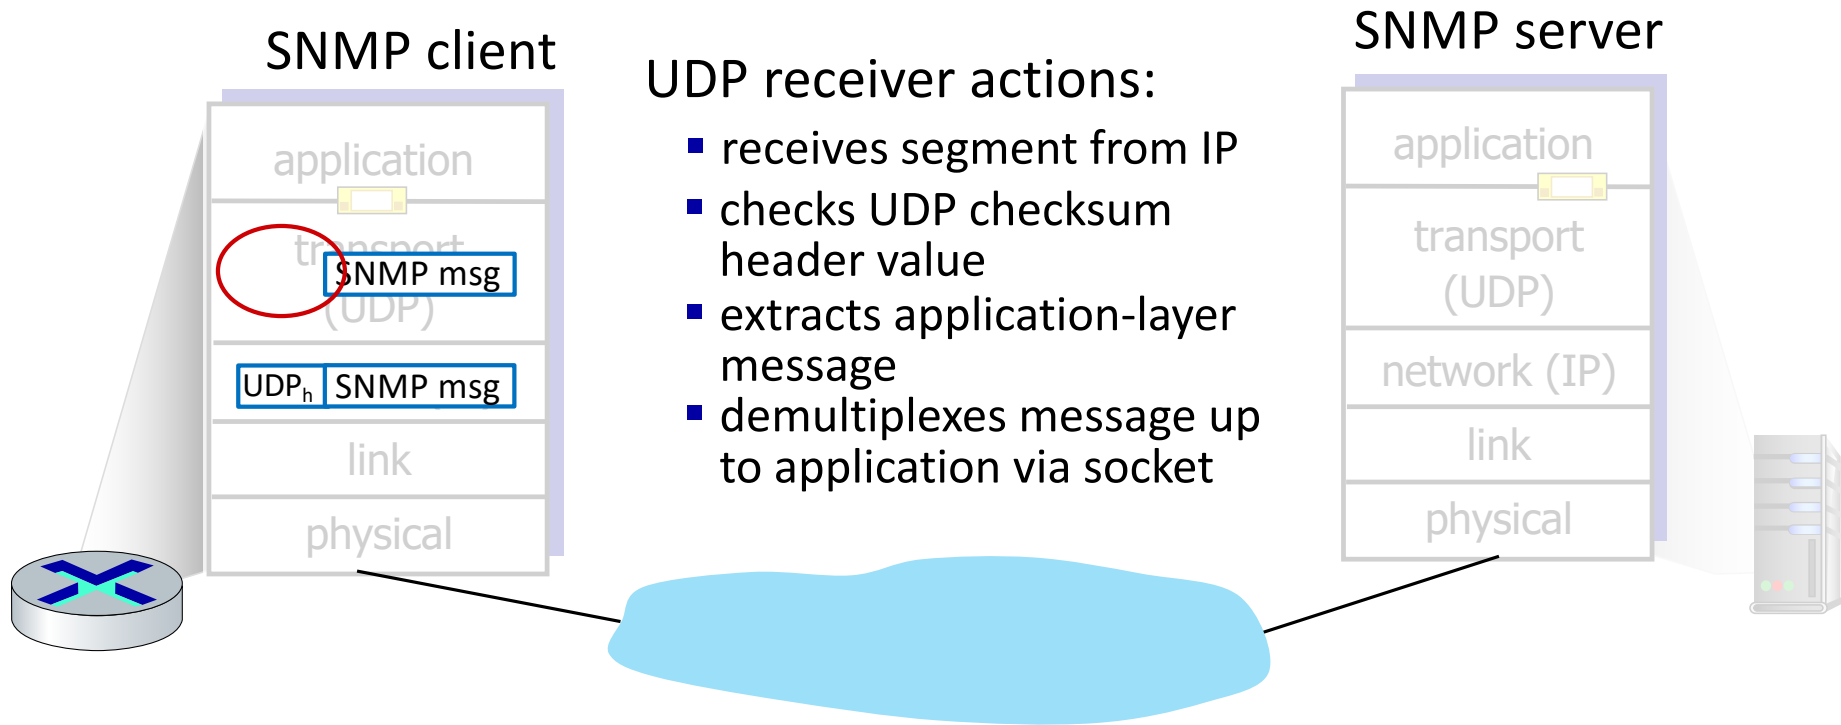 SNMP client
application
transport
SNMP msg
(UDP)
UDPh SNMP msg
link
physical
UDP receiver actions:
receives segment from IP
checks UDP checksum
header value
extracts application-layer
message
demultiplexes message up
to application via socket
SNMP server
application
transport
(UDP)
network (IP)
link
physical